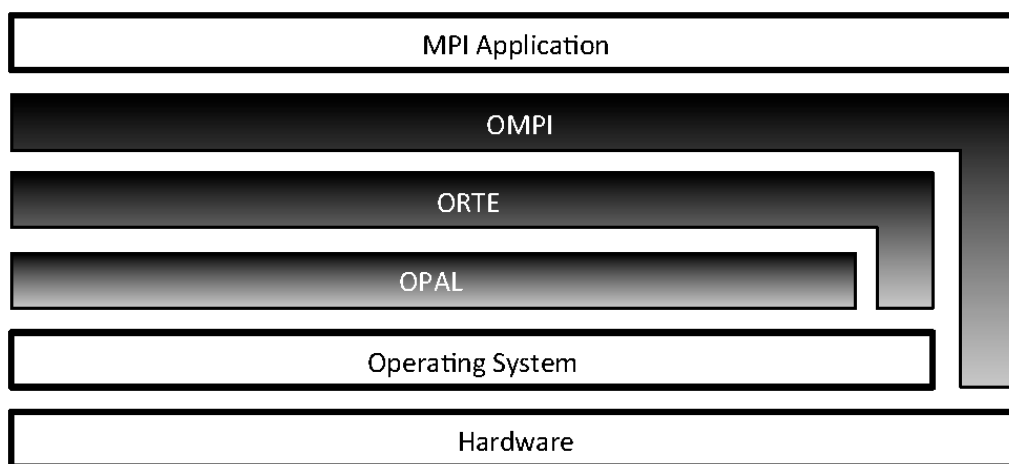 MPI Application
OMPI
ORTE
OPAL
Operating System
Hardware